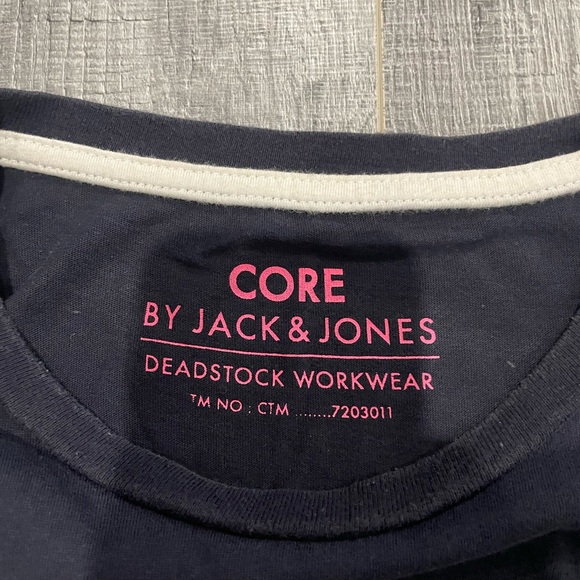 CORE
BY JACK & JONES
DEADSTOCK WORKWEAR
TM NO : CTM ........7203011